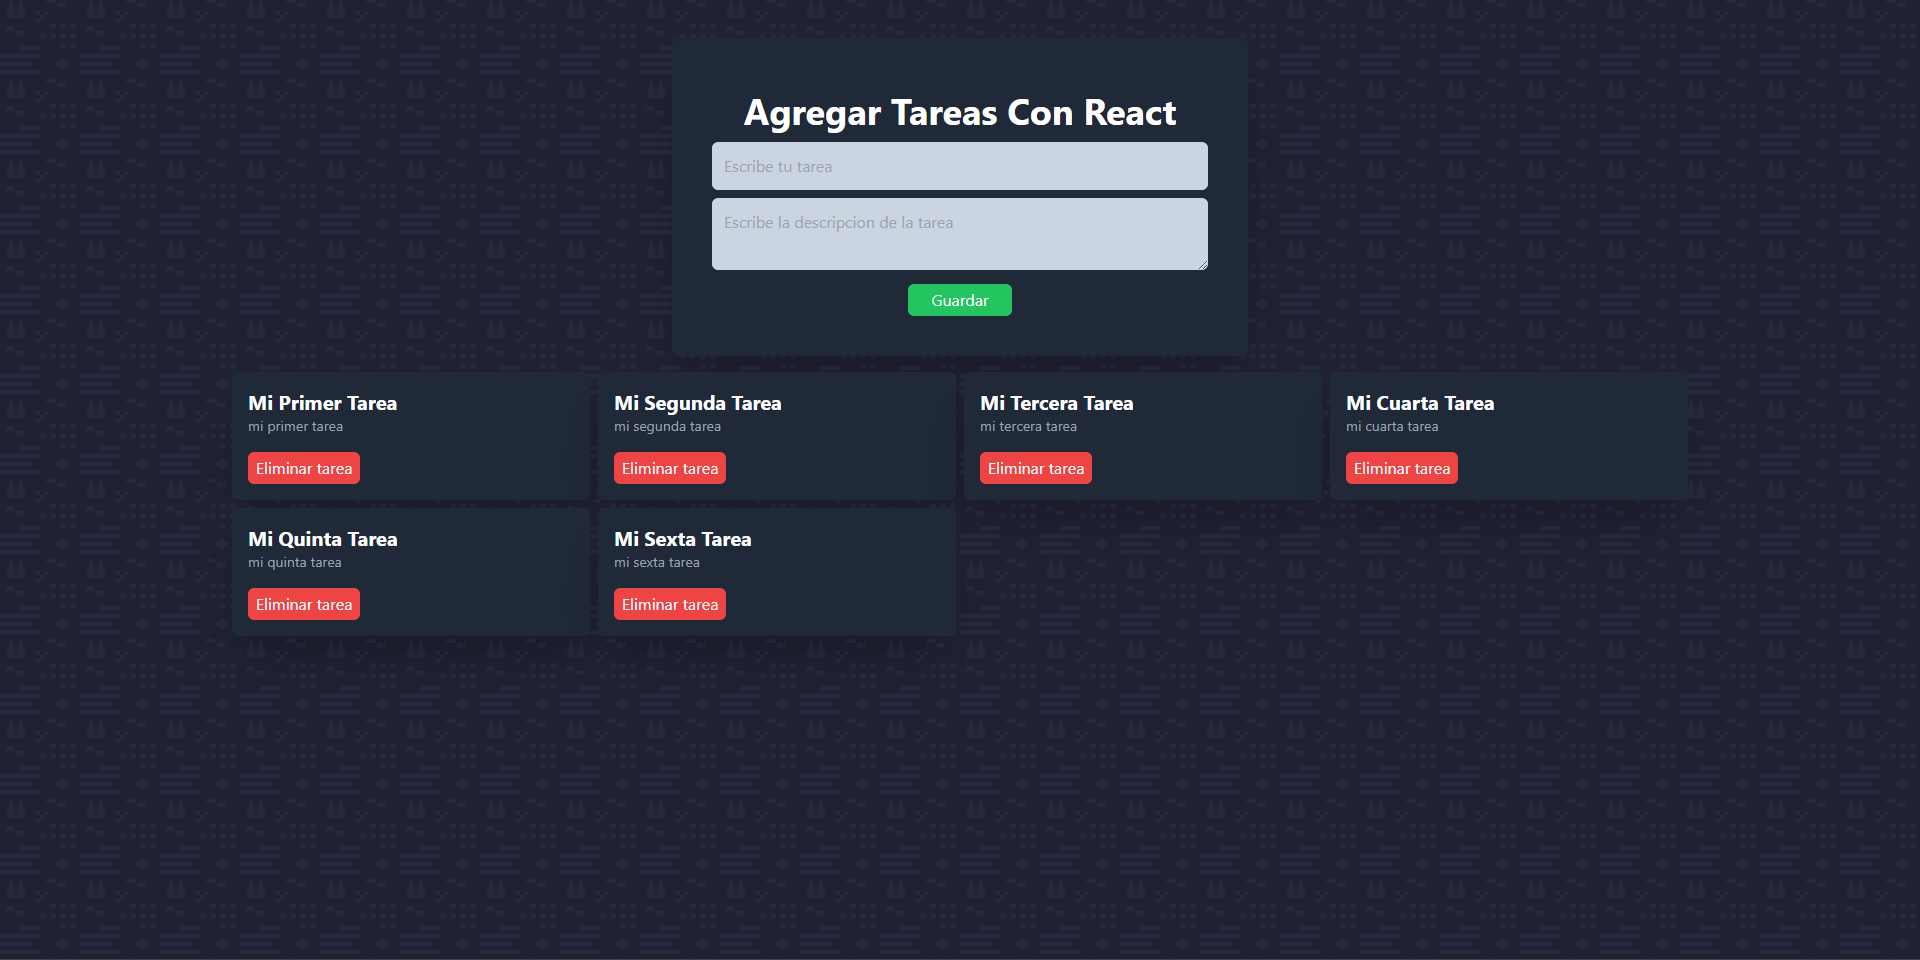 Agregar Tareas Con React
Escribe tu tarea
Escribe la descripcion de la tarea
Guardar
Mi Primer Tarea
mi primer tarea
Eliminar tarea
Mi Segunda Tarea
mi segunda tarea
Eliminar tarea
Mi Tercera Tarea
mi tercera tarea
Eliminar tarea
Mi Cuarta Tarea
mi cuarta tarea
Eliminar tarea
Mi Quinta Tarea
mi quinta tarea
Eliminar tarea
Mi Sexta Tarea
mi sexta tarea
Eliminar tarea